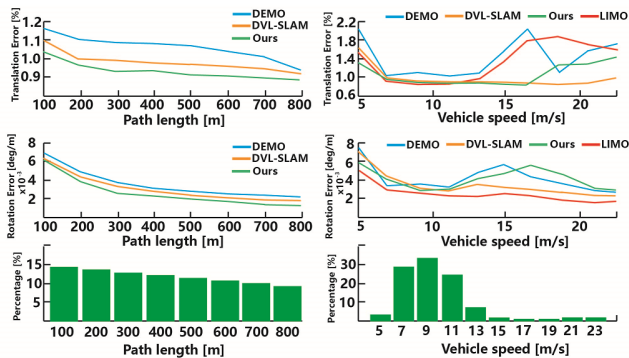 Translation Error [%]
1.2%
1.1%
1.0%
0.9%
DEMO
DVL-SLAM
Ours
100 200 300 400 500 600 700 800
Path length [m]
Translation Error [%]
2.2%
1.8%
1.4%
1.0%
0.6
DEMO DVL-SLAM Ours LIMO
5 10 15 20
Vehicle speed [m/s]
Rotation Error [deg/m]
x10⁻³
8
6
4
2
DEMO
DVL-SLAM
Ours
100 200 300 400 500 600 700 800
Path length [m]
Rotation Error [deg/m]
x10⁻³
8
6
4
2
DEMO DVL-SLAM Ours LIMO
5 10 15 20
Vehicle speed [m/s]
Percentage [%]
15
10
5
100 200 300 400 500 600 700 800
Path length [m]
Percentage [%]
30
20
10
5 7 9 11 13 15 17 19 21 23
Vehicle speed [m/s]